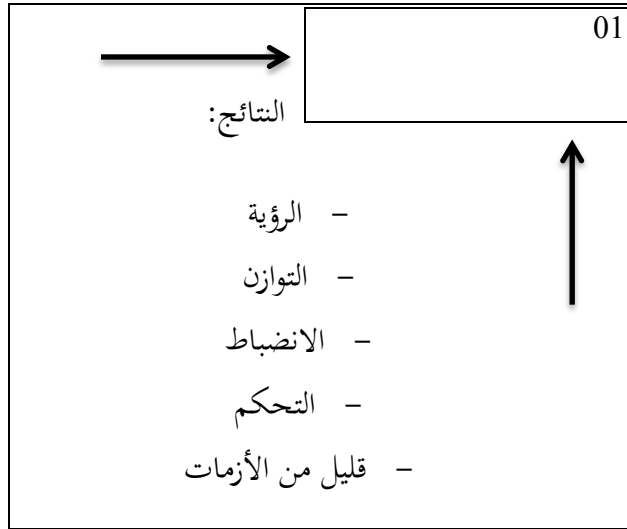 01
النتائج:
– الرؤية
– التوازن
– الانضباط
– التحكم
– قليل من الأزمات